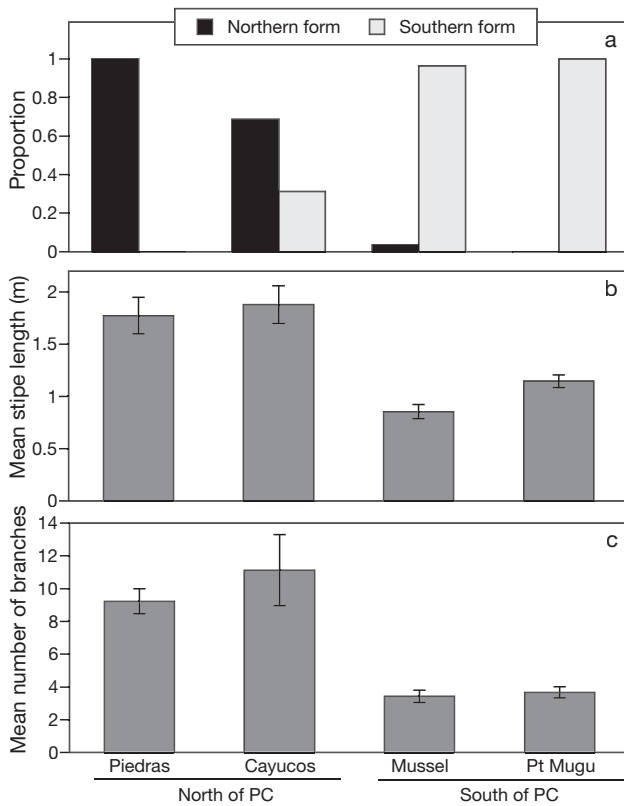 Northern form Southern form
a
Proportion
1
0.8
0.6
0.4
0.2
0
b
Mean stipe length (m)
2
1.5
1
0.5
0
c
Mean number of branches
14
12
10
8
6
4
2
0
Piedras Cayucos Mussel Pt Mugu
North of PC South of PC